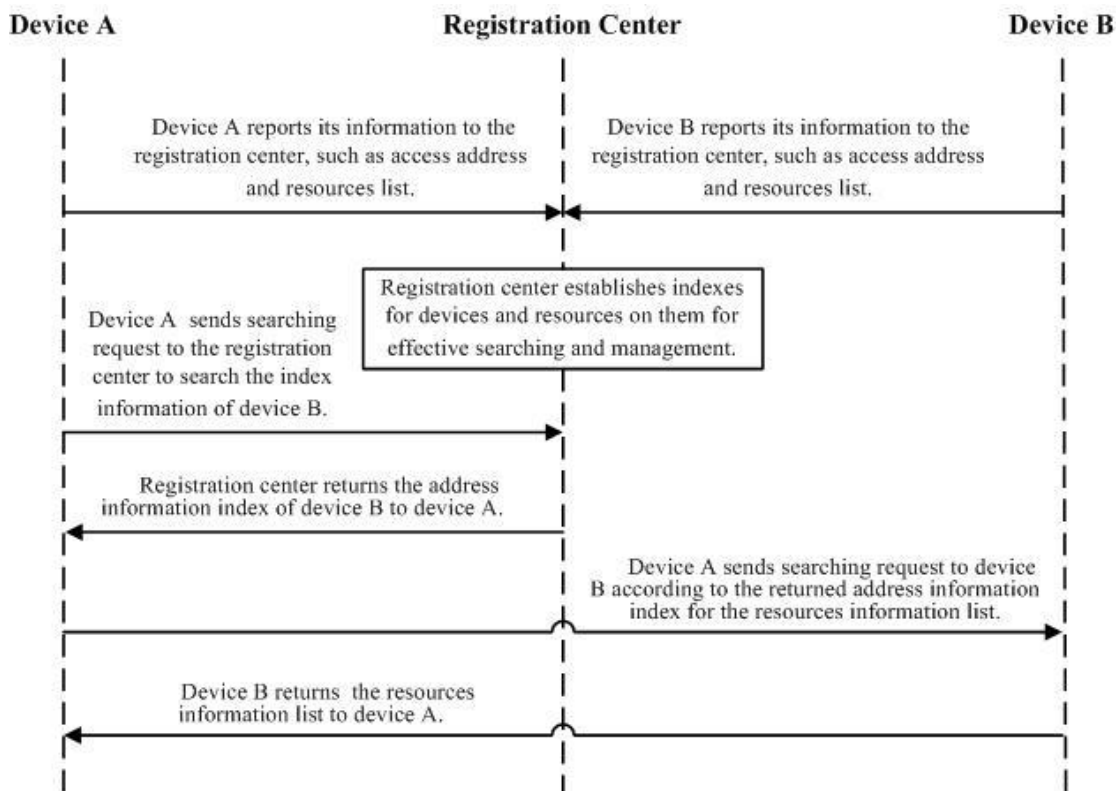 Device A
Registration Center
Device B
Device A reports its information to the
registration center, such as access address
and resources list.
Device B reports its information to the
registration center, such as access address
and resources list.
Registration center establishes indexes
for devices and resources on them for
effective searching and management.
Device A sends searching
request to the registration
center to search the index
information of device B.
Registration center returns the address
information index of device B to device A.
Device A sends searching request to device
B according to the returned address information
index for the resources information list.
Device B returns the resources
information list to device A.